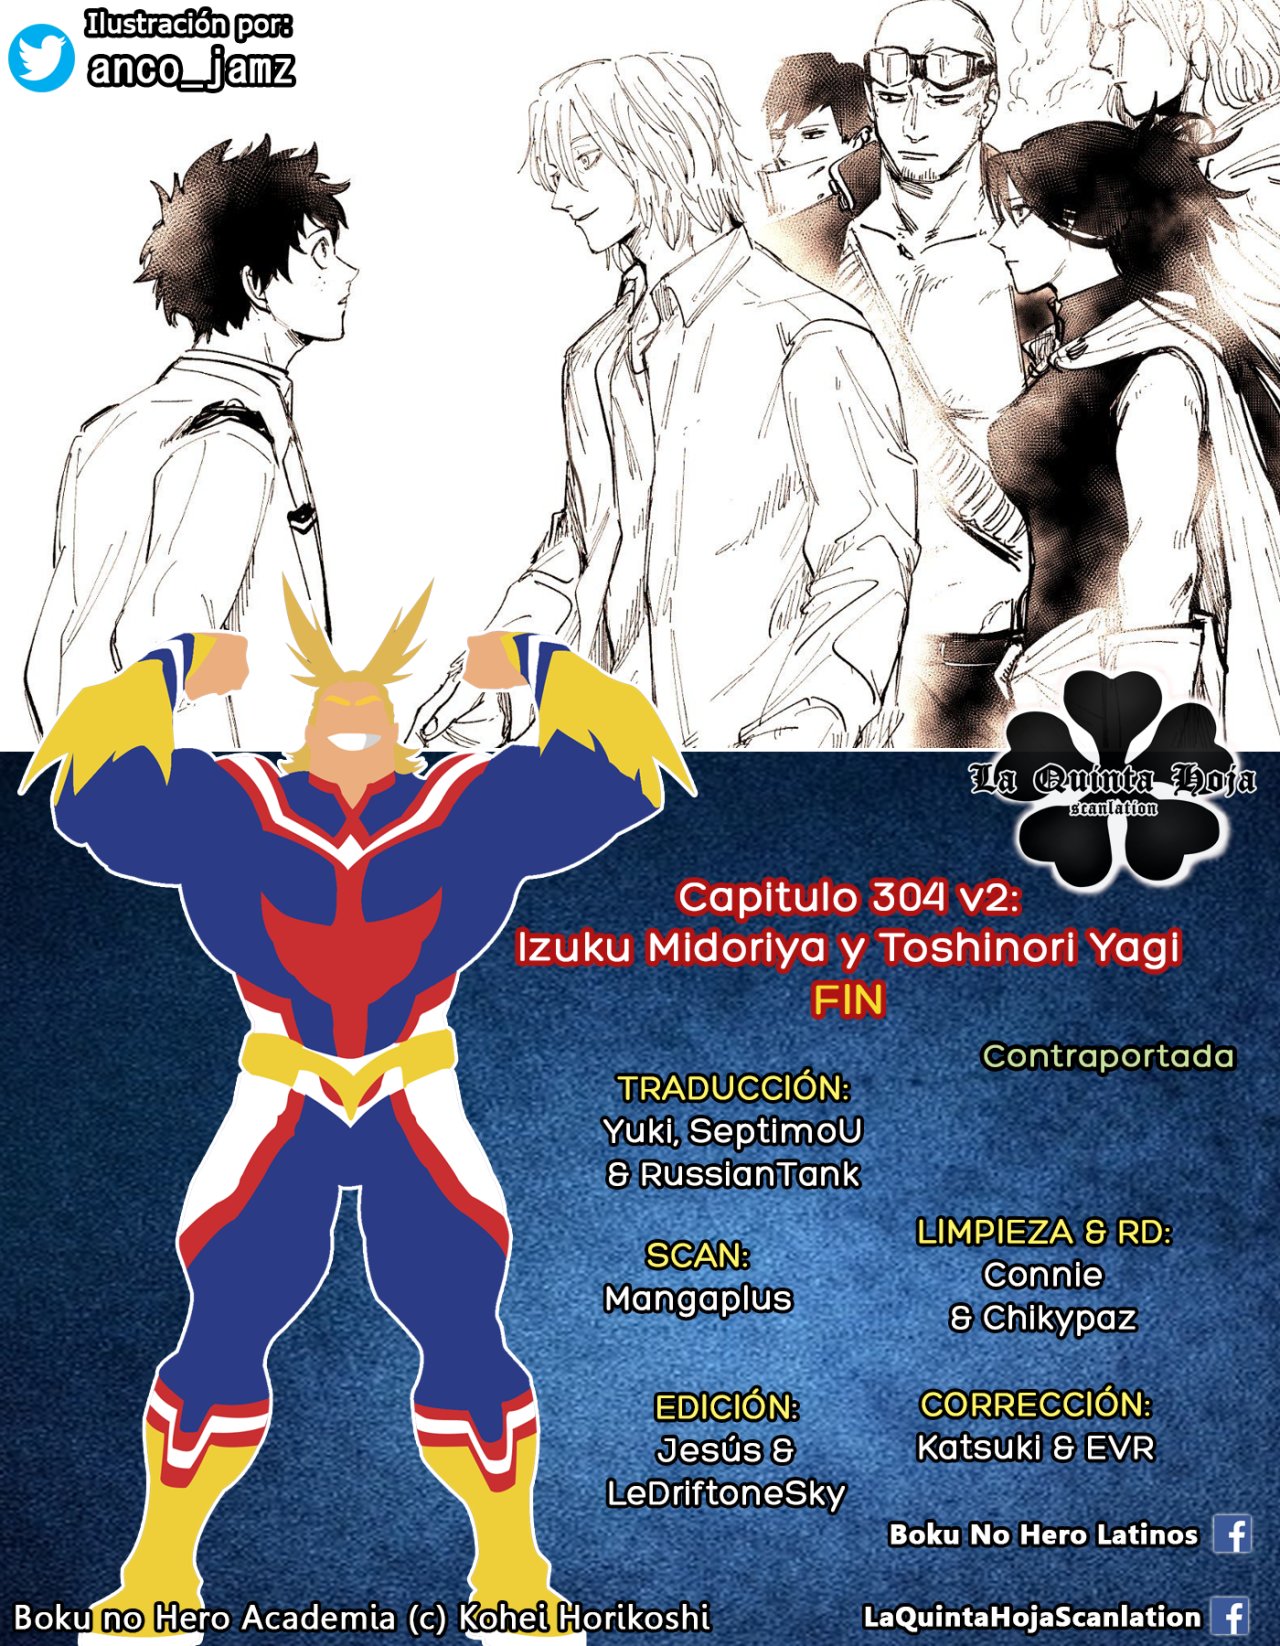 Ilustración por:
anco_jamz
La Quinta Hoja
scanlation
Capitulo 304 v2:
Izuku Midoriya y Toshinori Yagi
FIN
Contraportada
TRADUCCIÓN:
Yuki, SeptimoU
& RussianTank
SCAN:
Mangaplus
LIMPIEZA & RD:
Connie
& Chikypaz
EDICIÓN:
Jesús &
LeDriftoneSky
CORRECCIÓN:
Katsuki & EVR
Boku No Hero Latinos
Boku no Hero Academia (c) Kohei Horikoshi
LaQuintaHojaScanlation